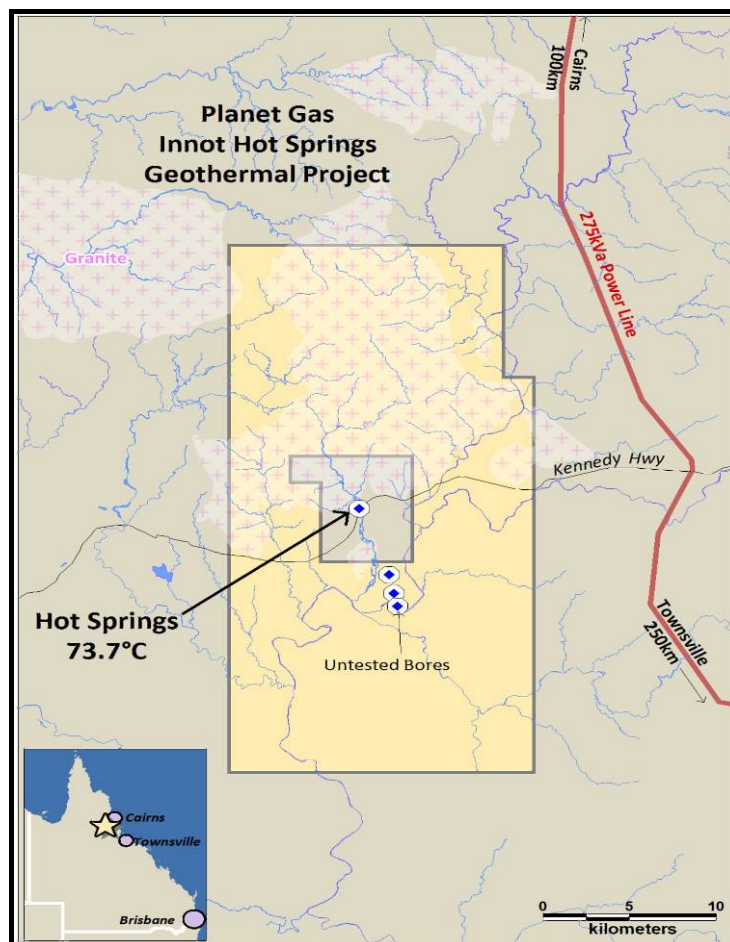 Planet Gas
Innot Hot Springs
Geothermal Project
Cairns
100km
Granite
275kVa Power Line
Kennedy Hwy
Hot Springs
73.7°C
Untested Bores
Townsville
250km
Cairns
Townsville
Brisbane
0 5 10
kilometers